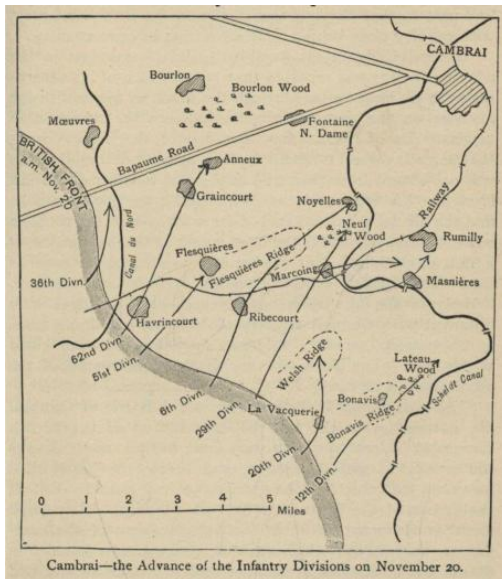 CAMBRAI
Bourlon
Bourlon Wood
Mœuvres
Fontaine
N. Dame
BRITISH FRONT
a.m. Nov. 20
Bapaume Road
Anneux
Graincourt
Canal du Nord
Noyelles
Railway
Neuf
Wood
Rumilly
Flesquières
Flesquières Ridge
Marcoing
36th Divn.
Masnières
Havrincourt
Ribecourt
62nd Divn.
51st Divn.
Welsh Ridge
Lateau
Wood
6th Divn.
29th Divn.
La Vacquerie
Bonavis
Bonavis Ridge
Scheldt Canal
20th Divn.
12th Divn.
0 1 2 3 4 5
Miles
Cambrai—the Advance of the Infantry Divisions on November 20.